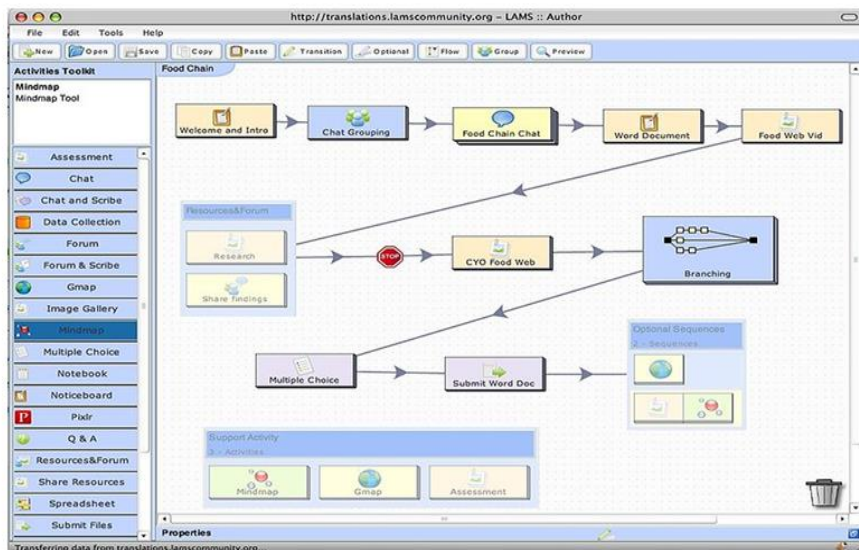 http://translations.lamscommunity.org - LAMS :: Author
File Edit Tools Help
New Open Save Copy Paste Transition Optional Flow Group Preview
Activities Toolkit
Mindmap
Mindmap Tool
Assessment
Chat
Chat and Scribe
Data Collection
Forum
Forum & Scribe
Gmap
Image Gallery
Mindmap
Multiple Choice
Notebook
Noticeboard
Pixlr
Q & A
Resources&Forum
Share Resources
Spreadsheet
Submit Files
Food Chain
Welcome and Intro
Chat Grouping
Food Chain Chat
Word Document
Food Web Vid
Resources&Forum
Research
Share findings
STOP
CYO Food Web
Branching
Multiple Choice
Submit Word Doc
Optional Sequences
2 - Sequences
Support Activity
3 - Activities
Mindmap
Gmap
Assessment
Properties
Transferring data from translations.lamscommunity.org...